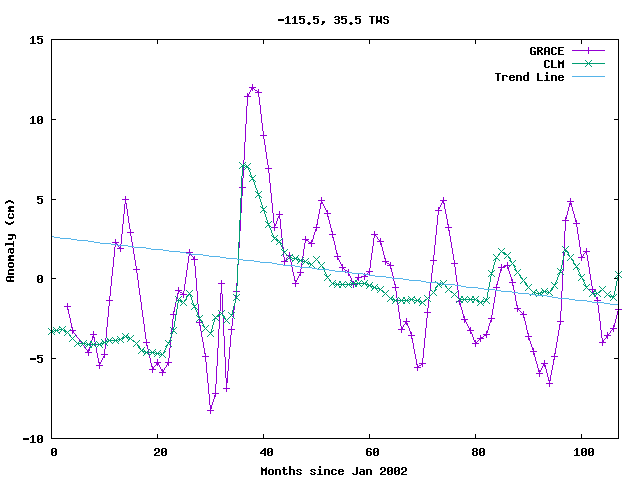 -115.5, 35.5 TWS
15
10
5
0
-5
-10
Anomaly (cm)
GRACE
CLM
Trend Line
0 20 40 60 80 100
Months since Jan 2002